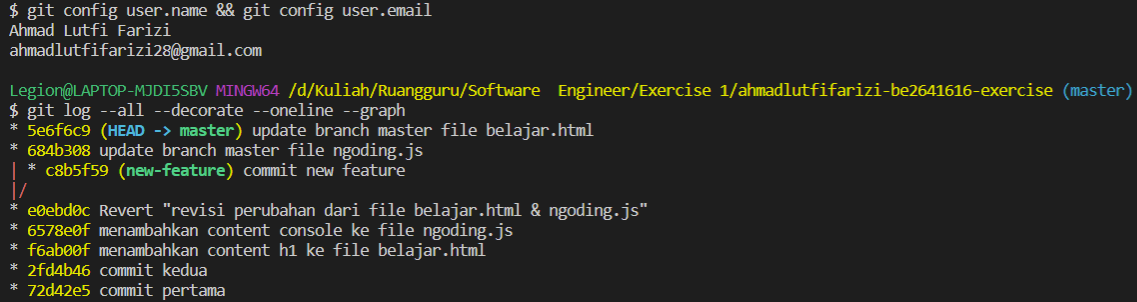 $ git config user.name && git config user.email
Ahmad Lutfi Farizi
ahmadlutfifarizi28@gmail.com
Legion@LAPTOP-MJDI5SBV MINGW64 /d/Kuliah/Ruangguru/Software  Engineer/Exercise 1/ahmadlutfifarizi-be2641616-exercise (master)
$ git log --all --decorate --oneline --graph
* 5e6f6c9 (HEAD -> master) update branch master file belajar.html
* 684b308 update branch master file ngoding.js
| * c8b5f59 (new-feature) commit new feature
|/
* e0ebd0c Revert "revisi perubahan dari file belajar.html & ngoding.js"
* 6578e0f menambahkan content console ke file ngoding.js
* f6ab00f menambahkan content h1 ke file belajar.html
* 2fd4b46 commit kedua
* 72d42e5 commit pertama